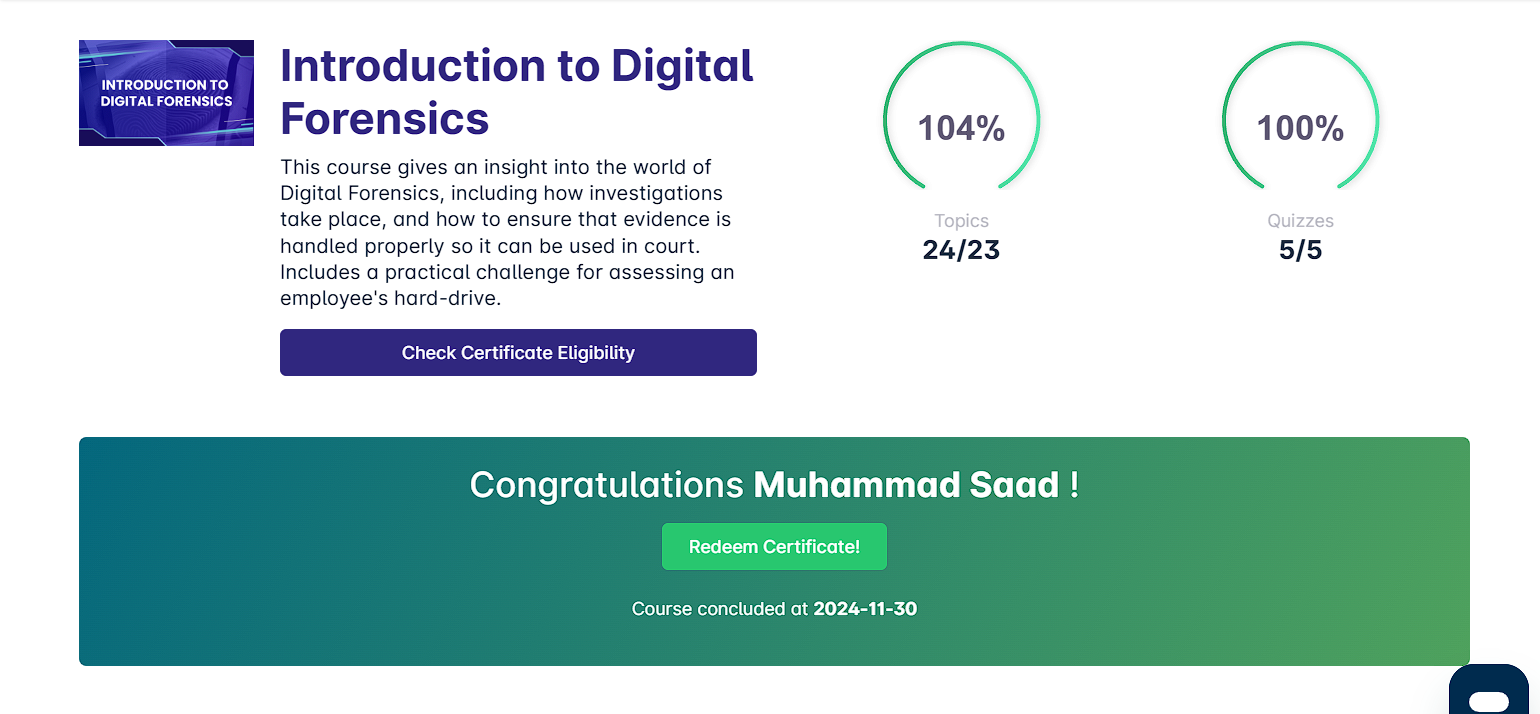 INTRODUCTION TO
DIGITAL FORENSICS
Introduction to Digital
Forensics
This course gives an insight into the world of
Digital Forensics, including how investigations
take place, and how to ensure that evidence is
handled properly so it can be used in court.
Includes a practical challenge for assessing an
employee's hard-drive.
Check Certificate Eligibility
104%
Topics
24/23
100%
Quizzes
5/5
Congratulations Muhammad Saad !
Redeem Certificate!
Course concluded at 2024-11-30